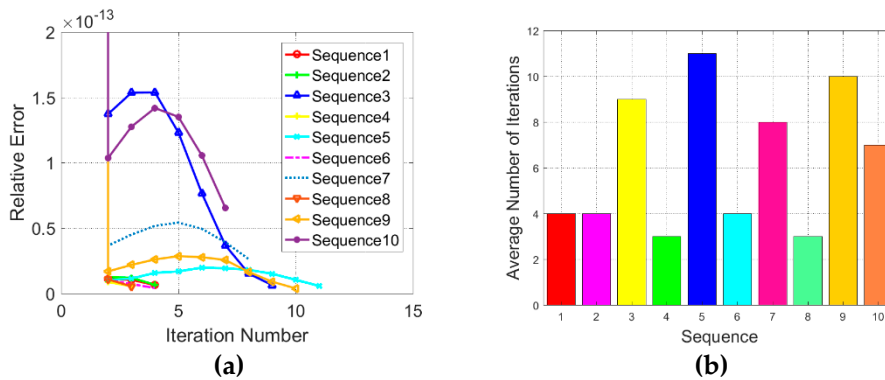 ×10⁻¹³
2
1.5
1
0.5
0
0 5 10 15
Relative Error
Iteration Number
Sequence1
Sequence2
Sequence3
Sequence4
Sequence5
Sequence6
Sequence7
Sequence8
Sequence9
Sequence10
(a)
12
10
8
6
4
2
0
1 2 3 4 5 6 7 8 9 10
Average Number of Iterations
Sequence
(b)